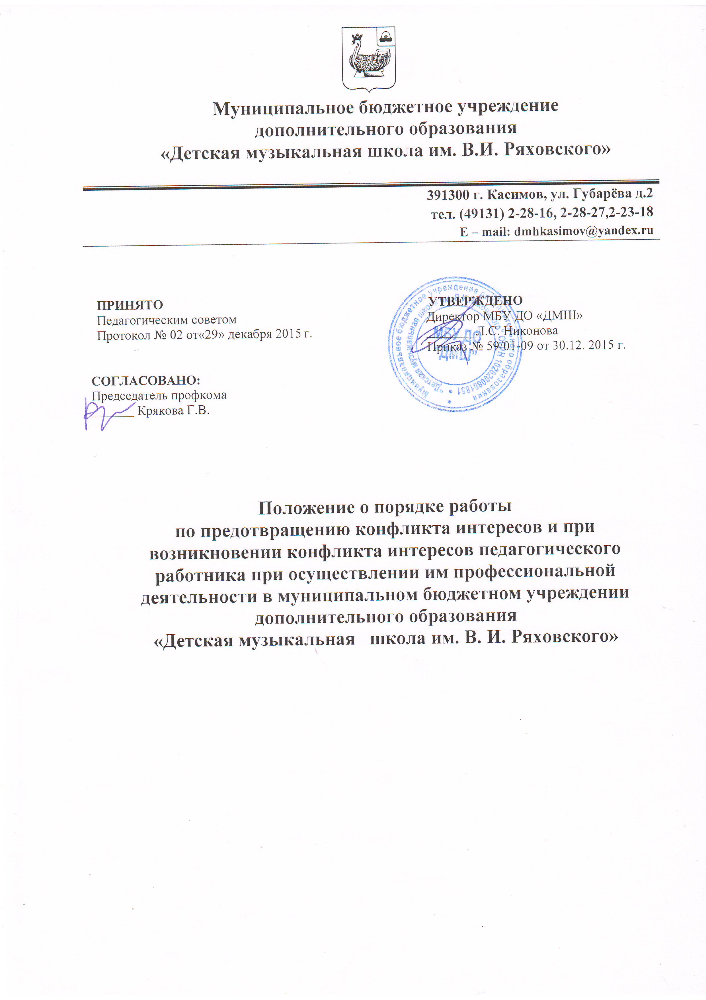 Муниципальное бюджетное учреждение
дополнительного образования
«Детская музыкальная школа им. В.И. Ряховского»
391300 г. Касимов, ул. Губарёва д.2
тел. (49131) 2-28-16, 2-28-27,2-23-18
E – mail: dmhkasimov@yandex.ru
ПРИНЯТО
Педагогическим советом
Протокол № 02 от«29» декабря 2015 г.
УТВЕРЖДЕНО
Директор МБУ ДО «ДМШ»
________Л.С. Никонова
Приказ № 59/01-09 от 30.12. 2015 г.
Муниципальное бюджетное учреждение дополнительного образования *
"Детская музыкальная школа им. В.И. Ряховского" ОГРН 1026200861851 *
МБУ ДО
"ДМШ"
СОГЛАСОВАНО:
Председатель профкома
_______ Крякова Г.В.
Положение о порядке работы
по предотвращению конфликта интересов и при
возникновении конфликта интересов педагогического
работника при осуществлении им профессиональной
деятельности в муниципальном бюджетном учреждении
дополнительного образования
«Детская музыкальная школа им. В. И. Ряховского»